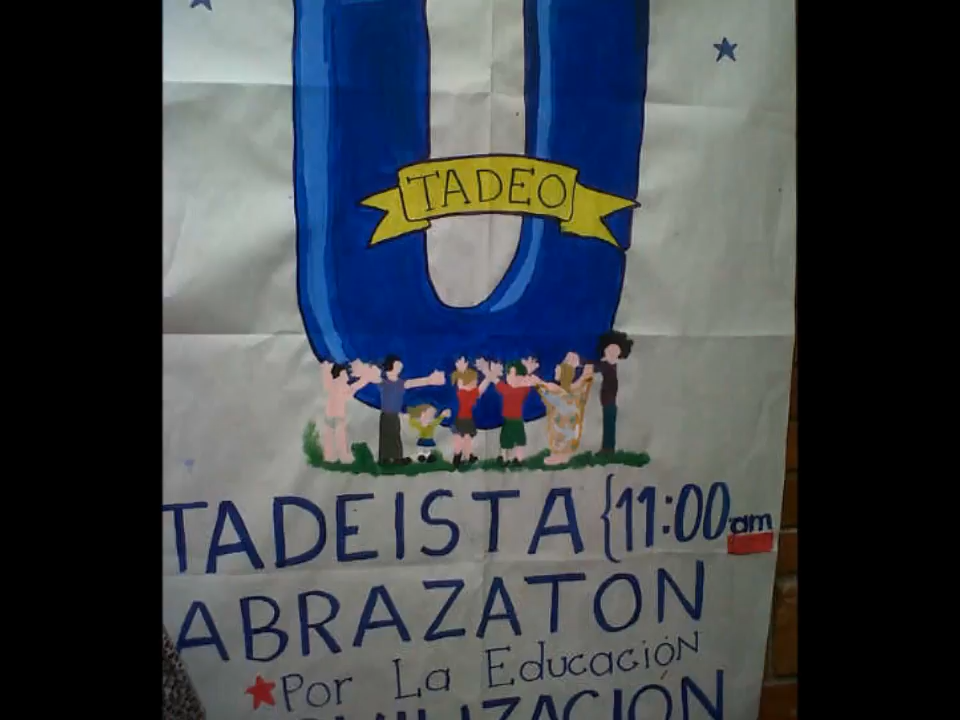 U
TADEO
TADEISTA {11:00 am
ABRAZATON
Por La Educación